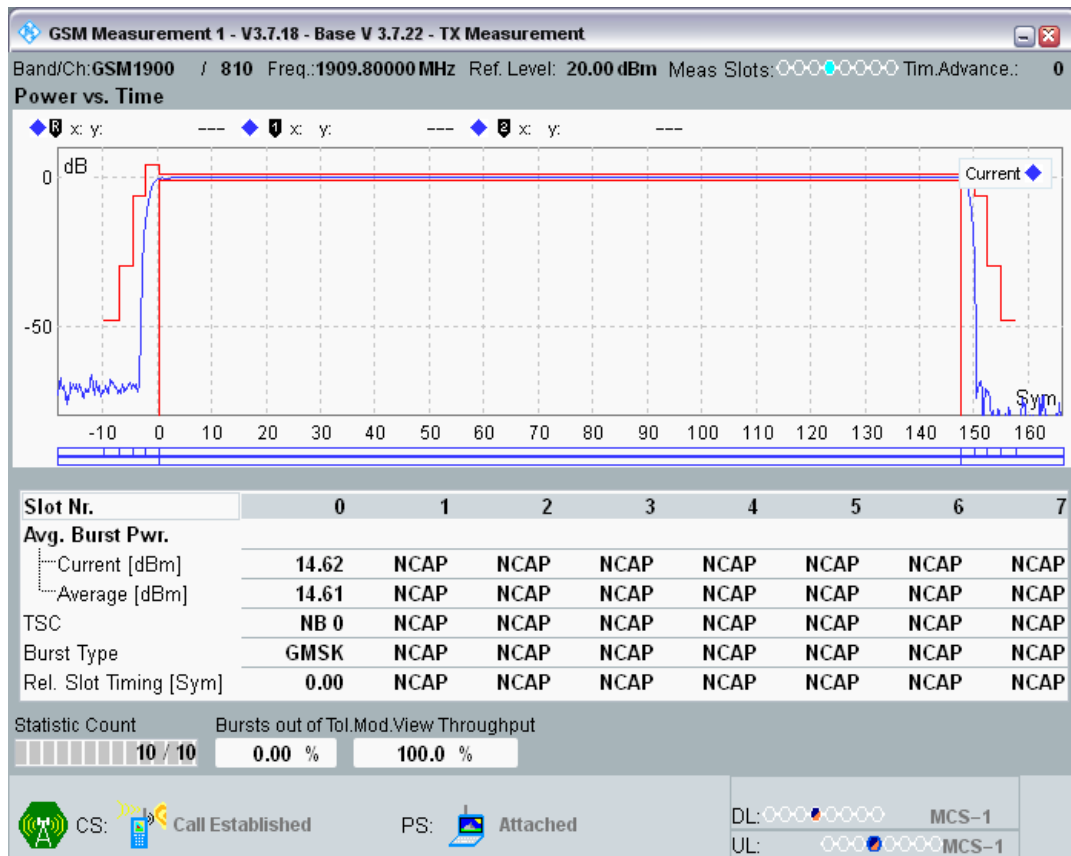 GSM Measurement 1 - V3.7.18 - Base V 3.7.22 - TX Measurement
Band/Ch:GSM1900 / 810 Freq.:1909.80000 MHz Ref. Level: 20.00 dBm Meas Slots: Tim.Advance.: 0
Power vs. Time
R x: y: --- 1 x: y: --- 2 x: y: ---
dB
0
Current
-50
Sym
-10 0 10 20 30 40 50 60 70 80 90 100 110 120 130 140 150 160
Slot Nr. 0 1 2 3 4 5 6 7
Avg. Burst Pwr.
Current [dBm] 14.62 NCAP NCAP NCAP NCAP NCAP NCAP NCAP
Average [dBm] 14.61 NCAP NCAP NCAP NCAP NCAP NCAP NCAP
TSC NB 0 NCAP NCAP NCAP NCAP NCAP NCAP NCAP
Burst Type GMSK NCAP NCAP NCAP NCAP NCAP NCAP NCAP
Rel. Slot Timing [Sym] 0.00 NCAP NCAP NCAP NCAP NCAP NCAP NCAP
Statistic Count Bursts out of Tol.Mod.View Throughput
10 / 10 0.00 % 100.0 %
CS: Call Established PS: Attached
DL: MCS-1
UL: MCS-1